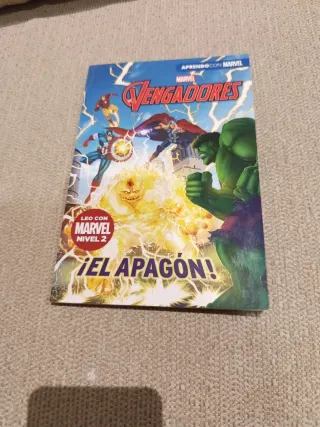 APRENDO CON MARVEL
MARVEL
VENGADORES
LEO CON
MARVEL
NIVEL 2
¡EL APAGÓN!